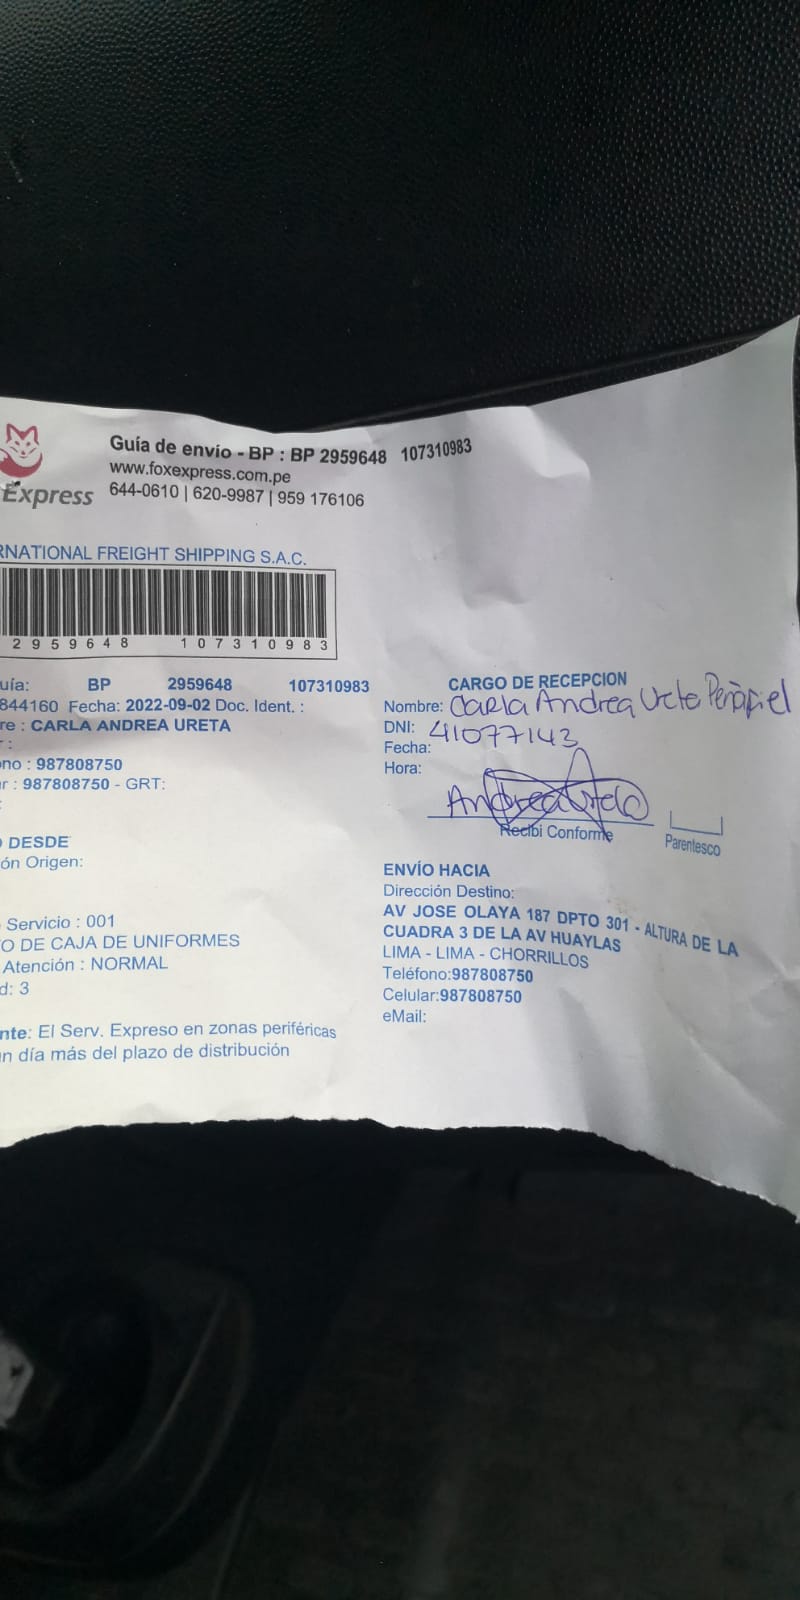 Guía de envío - BP : BP 2959648 107310983
www.foxexpress.com.pe
Express 644-0610 | 620-9987 | 959 176106
RNATIONAL FREIGHT SHIPPING S.A.C.
2959648 107310983
uía: BP 2959648 107310983
844160 Fecha: 2022-09-02 Doc. Ident. :
re : CARLA ANDREA URETA
:
no : 987808750
r : 987808750 - GRT:
:
O DESDE
ón Origen:
Servicio : 001
O DE CAJA DE UNIFORMES
Atención : NORMAL
d: 3
nte: El Serv. Expreso en zonas periféricas
n día más del plazo de distribución
CARGO DE RECEPCION
Nombre: Carla Andrea Ureta Peñafiel
DNI: 41077143
Fecha:
Hora:
Andrea Ureta
Recibi Conforme
Parentesco
ENVÍO HACIA
Dirección Destino:
AV JOSE OLAYA 187 DPTO 301 - ALTURA DE LA
CUADRA 3 DE LA AV HUAYLAS
LIMA - LIMA - CHORRILLOS
Teléfono:987808750
Celular:987808750
eMail: